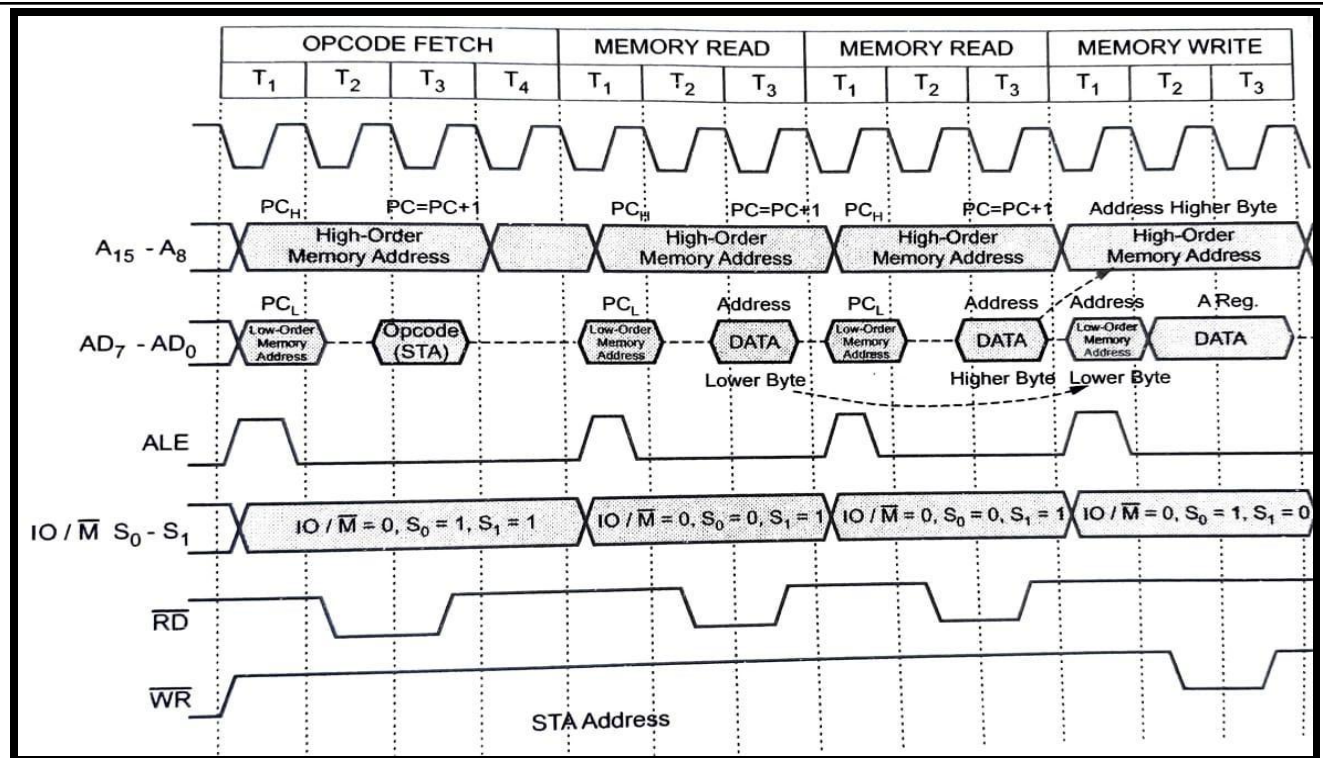 OPCODE FETCH MEMORY READ MEMORY READ MEMORY WRITE
T1 T2 T3 T4 T1 T2 T3 T1 T2 T3 T1 T2 T3
PCH PC=PC+1 PCH PC=PC+1 PCH PC=PC+1 Address Higher Byte
A15 - A8
High-Order
Memory Address
High-Order
Memory Address
High-Order
Memory Address
High-Order
Memory Address
PCL PCL Address PCL Address Address A Reg.
AD7 - AD0
Low-Order
Memory
Address
Opcode
(STA)
Low-Order
Memory
Address
DATA
Low-Order
Memory
Address
DATA
Low-Order
Memory
Address
DATA
Lower Byte Higher Byte Lower Byte
ALE
IO / M̅ S0 - S1
IO / M̅ = 0, S0 = 1, S1 = 1
IO / M̅ = 0, S0 = 0, S1 = 1
IO / M̅ = 0, S0 = 0, S1 = 1
IO / M̅ = 0, S0 = 1, S1 = 0
R̅D̅
W̅R̅
STA Address